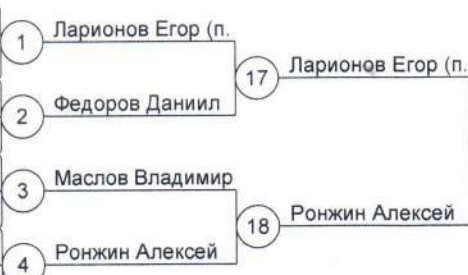 1 Ларионов Егор (п.
17 Ларионов Егор (п.
2 Федоров Даниил
3 Маслов Владимир
18 Ронжин Алексей
4 Ронжин Алексей